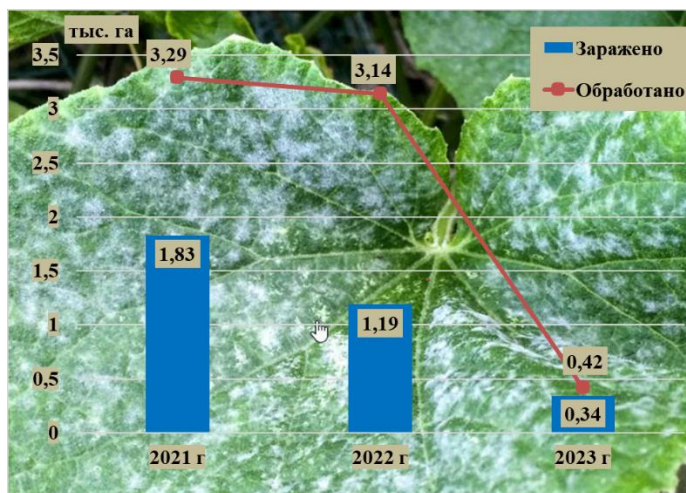 тыс. га
3,29
3,14
Заражено
Обработано
3,5
3
2,5
2
1,5
1
0,5
0
1,83
1,19
0,42
0,34
2021 г
2022 г
2023 г